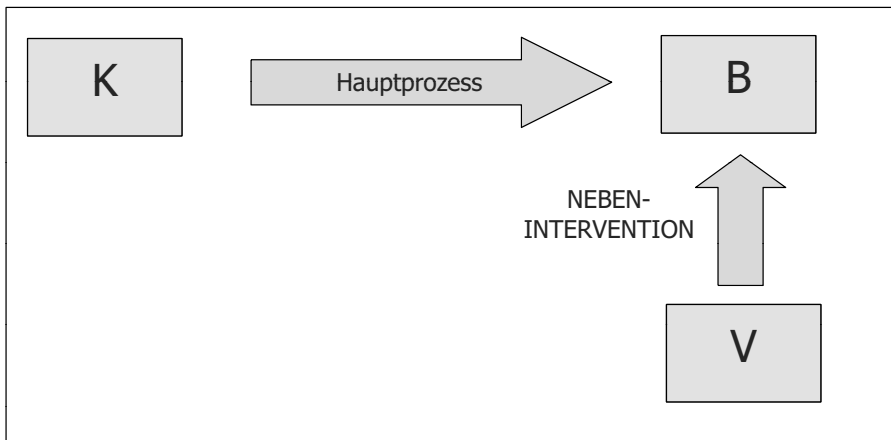 K
Hauptprozess
B
NEBEN-
INTERVENTION
V